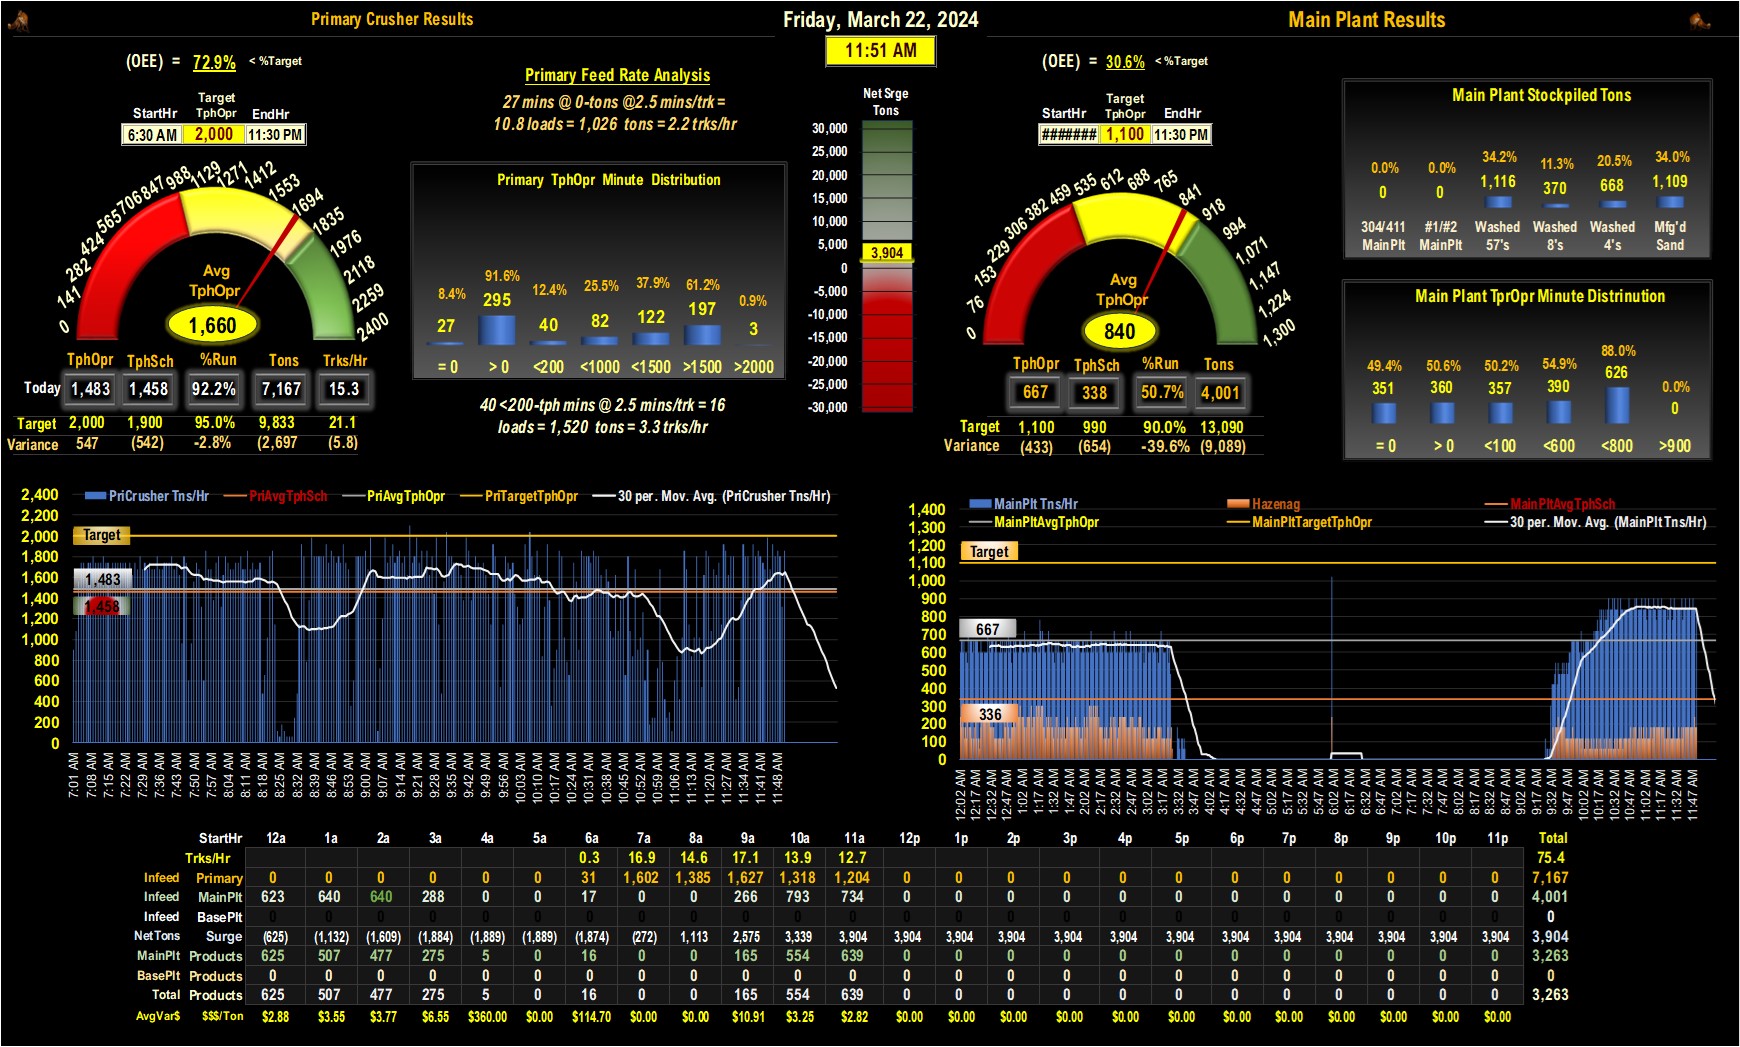 Primary Crusher Results
Friday, March 22, 2024
Main Plant Results
11:51 AM
(OEE) = 72.9% < %Target
StartHr Target TphOpr EndHr
6:30 AM 2,000 11:30 PM
0 141 282 424 565 706 847 988 1129 1271 1412 1553 1694 1835 1976 2118 2259 2400
Avg
TphOpr
1,660
TphOpr TphSch %Run Tons Trks/Hr
Today 1,483 1,458 92.2% 7,167 15.3
Target 2,000 1,900 95.0% 9,833 21.1
Variance 547 (542) -2.8% (2,697 (5.8)
Primary Feed Rate Analysis
27 mins @ 0-tons @2.5 mins/trk =
10.8 loads = 1,026 tons = 2.2 trks/hr
Primary TphOpr Minute Distribution
8.4% 91.6% 12.4% 25.5% 37.9% 61.2% 0.9%
27 295 40 82 122 197 3
= 0 > 0 <200 <1000 <1500 >1500 >2000
40 <200-tph mins @ 2.5 mins/trk = 16
loads = 1,520 tons = 3.3 trks/hr
Net Srge
Tons
30,000
25,000
20,000
15,000
10,000
5,000
3,904
0
-5,000
-10,000
-15,000
-20,000
-25,000
-30,000
(OEE) = 30.6% < %Target
StartHr Target TphOpr EndHr
####### 1,100 11:30 PM
0 76 153 229 306 382 459 535 612 688 765 841 918 994 1,071 1,147 1,224 1,300
Avg
TphOpr
840
TphOpr TphSch %Run Tons
667 338 50.7% 4,001
Target 1,100 990 90.0% 13,090
Variance (433) (654) -39.6% (9,089)
Main Plant Stockpiled Tons
0.0% 0.0% 34.2% 11.3% 20.5% 34.0%
0 0 1,116 370 668 1,109
304/411 #1/#2 Washed Washed Washed Mfg'd
MainPlt MainPlt 57's 8's 4's Sand
Main Plant TprOpr Minute Distrinution
49.4% 50.6% 50.2% 54.9% 88.0% 0.0%
351 360 357 390 626 0
= 0 > 0 <100 <600 <800 >900
PriCrusher Tns/Hr PriAvgTphSch PriAvgTphOpr PriTargetTphOpr 30 per. Mov. Avg. (PriCrusher Tns/Hr)
2,400
2,200
2,000
1,800
1,600
1,400
1,200
1,000
800
600
400
200
0
Target
1,483
1,458
7:01 AM 7:08 AM 7:15 AM 7:22 AM 7:29 AM 7:36 AM 7:43 AM 7:50 AM 7:57 AM 8:04 AM 8:11 AM 8:18 AM 8:25 AM 8:32 AM 8:39 AM 8:46 AM 8:53 AM 9:00 AM 9:07 AM 9:14 AM 9:21 AM 9:28 AM 9:35 AM 9:42 AM 9:49 AM 9:56 AM 10:03 AM 10:10 AM 10:17 AM 10:24 AM 10:31 AM 10:38 AM 10:45 AM 10:52 AM 10:59 AM 11:06 AM 11:13 AM 11:20 AM 11:27 AM 11:34 AM 11:41 AM 11:48 AM
MainPlt Tns/Hr Hazenag MainPltAvgTphSch
MainPltAvgTphOpr MainPltTargetTphOpr 30 per. Mov. Avg. (MainPlt Tns/Hr)
1,400
1,300
1,200
1,100
1,000
900
800
700
600
500
400
300
200
100
0
Target
667
336
12:02 AM 12:17 AM 12:32 AM 12:47 AM 1:02 AM 1:17 AM 1:32 AM 1:47 AM 2:02 AM 2:17 AM 2:32 AM 2:47 AM 3:02 AM 3:17 AM 3:32 AM 3:47 AM 4:02 AM 4:17 AM 4:32 AM 4:47 AM 5:02 AM 5:17 AM 5:32 AM 5:47 AM 6:02 AM 6:17 AM 6:32 AM 6:47 AM 7:02 AM 7:17 AM 7:32 AM 7:47 AM 8:02 AM 8:17 AM 8:32 AM 8:47 AM 9:02 AM 9:17 AM 9:32 AM 9:47 AM 10:02 AM 10:17 AM 10:32 AM 10:47 AM 11:02 AM 11:17 AM 11:32 AM 11:47 AM
StartHr 12a 1a 2a 3a 4a 5a 6a 7a 8a 9a 10a 11a 12p 1p 2p 3p 4p 5p 6p 7p 8p 9p 10p 11p Total
Trks/Hr 0.3 16.9 14.6 17.1 13.9 12.7 75.4
Infeed Primary 0 0 0 0 0 0 31 1,602 1,385 1,627 1,318 1,204 0 0 0 0 0 0 0 0 0 0 0 0 7,167
Infeed MainPlt 623 640 640 288 0 0 17 0 0 266 793 734 0 0 0 0 0 0 0 0 0 0 0 0 4,001
Infeed BasePlt 0 0 0 0 0 0 0 0 0 0 0 0 0 0 0 0 0 0 0 0 0 0 0 0 0
NetTons Surge (625) (1,132) (1,609) (1,884) (1,889) (1,889) (1,874) (272) 1,113 2,575 3,339 3,904 3,904 3,904 3,904 3,904 3,904 3,904 3,904 3,904 3,904 3,904 3,904 3,904 3,904
MainPlt Products 625 507 477 275 5 0 16 0 0 165 554 639 0 0 0 0 0 0 0 0 0 0 0 0 3,263
BasePlt Products 0 0 0 0 0 0 0 0 0 0 0 0 0 0 0 0 0 0 0 0 0 0 0 0 0
Total Products 625 507 477 275 5 0 16 0 0 165 554 639 0 0 0 0 0 0 0 0 0 0 0 0 3,263
AvgVar$ $$$/Ton $2.88 $3.55 $3.77 $6.55 $360.00 $0.00 $114.70 $0.00 $0.00 $10.91 $3.25 $2.82 $0.00 $0.00 $0.00 $0.00 $0.00 $0.00 $0.00 $0.00 $0.00 $0.00 $0.00 $0.00